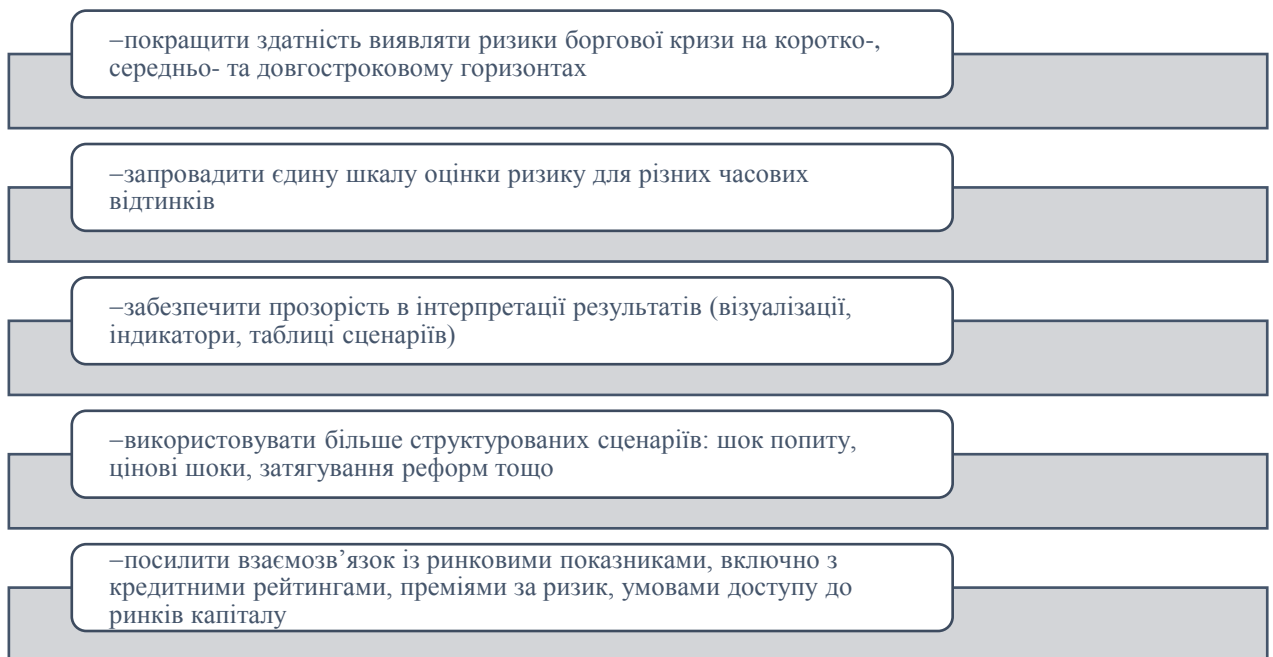 –покращити здатність виявляти ризики боргової кризи на коротко-,
середньо- та довгостроковому горизонтах
–запровадити єдину шкалу оцінки ризику для різних часових
відтинків
–забезпечити прозорість в інтерпретації результатів (візуалізації,
індикатори, таблиці сценаріїв)
–використовувати більше структурованих сценаріїв: шок попиту,
цінові шоки, затягування реформ тощо
–посилити взаємозв’язок із ринковими показниками, включно з
кредитними рейтингами, преміями за ризик, умовами доступу до
ринків капіталу